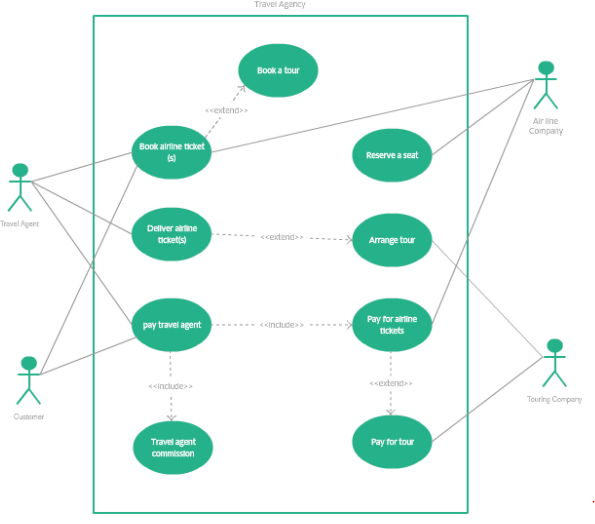 Travel Agency
Book a tour
<<extend>>
Book airline ticket
(s)
Reserve a seat
Air line
Company
Travel Agent
Deliver airline
ticket(s)
<<extend>>
Arrange tour
pay travel agent
<<include>>
Pay for airline
tickets
<<include>>
<<extend>>
Customer
Touring Company
Travel agent
commission
Pay for tour